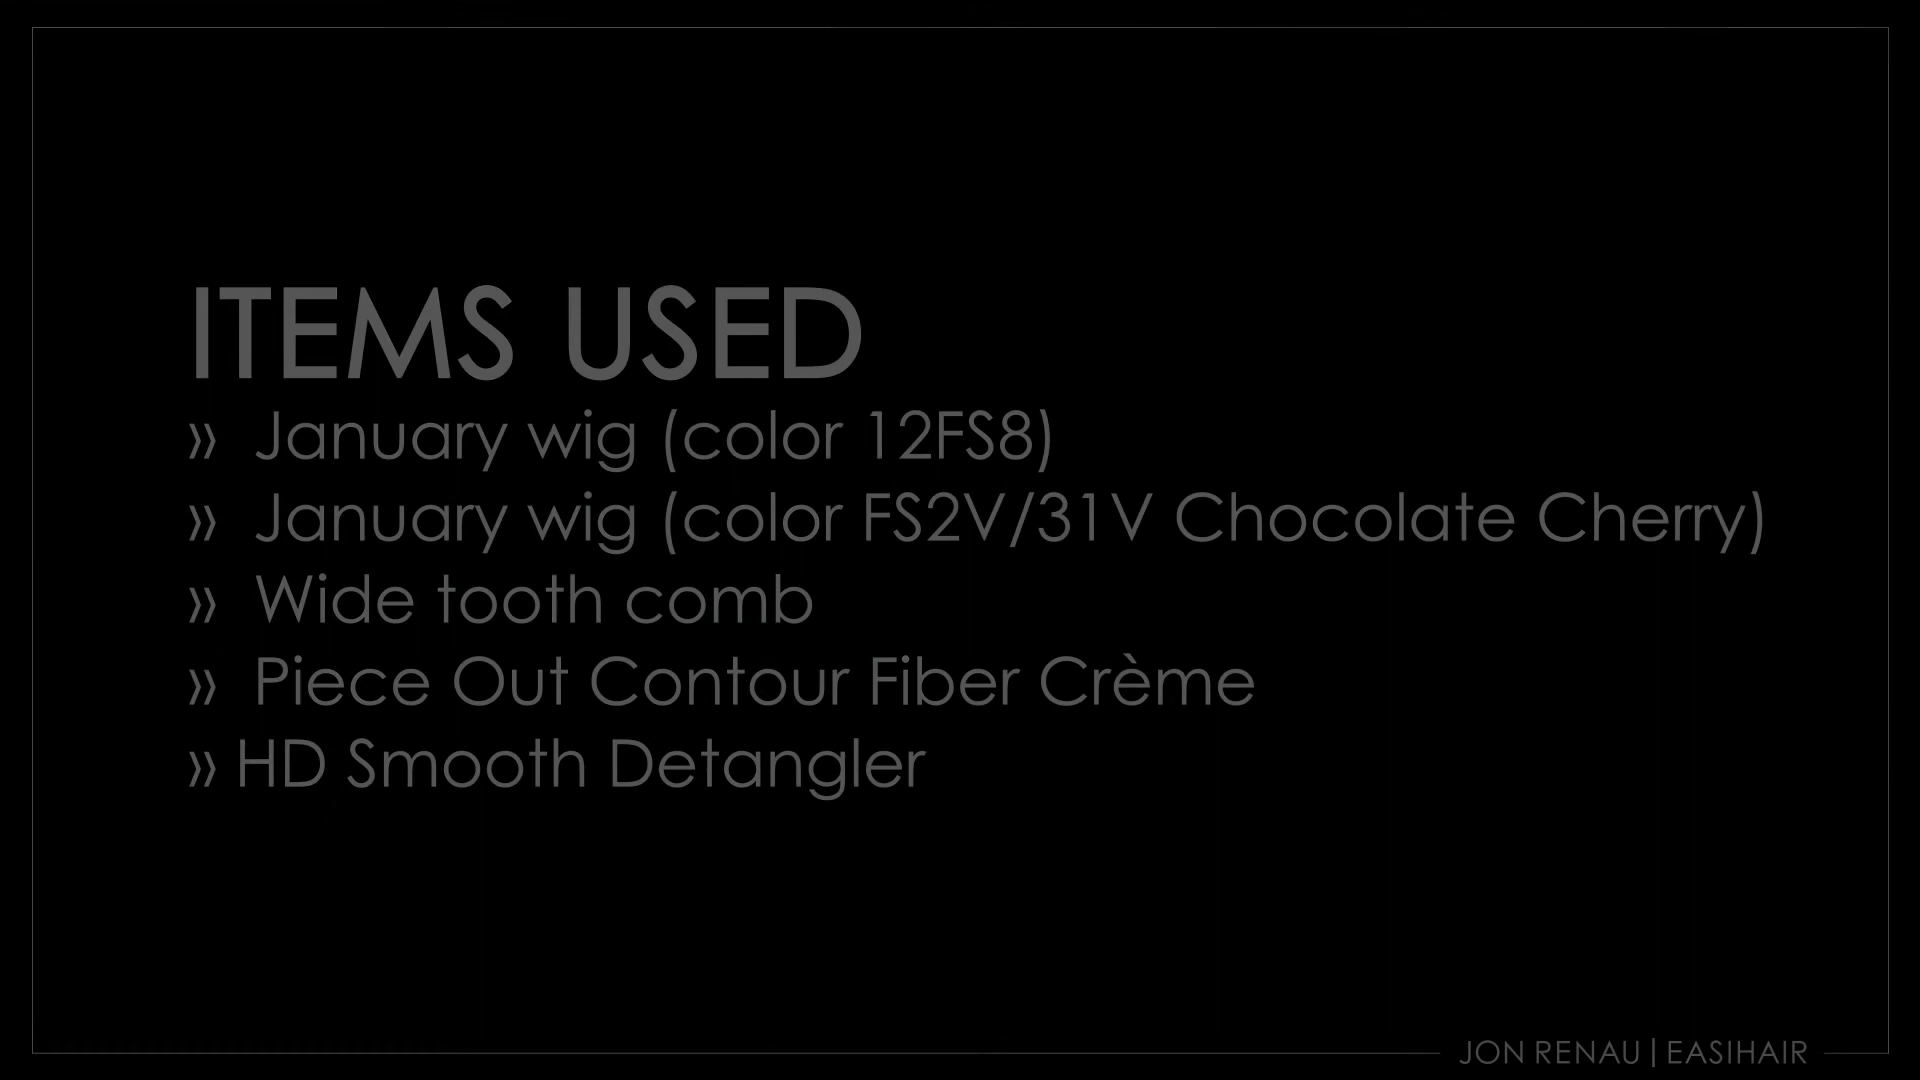 ITEMS USED
» January wig (color 12FS8)
» January wig (color FS2V/31V Chocolate Cherry)
» Wide tooth comb
» Piece Out Contour Fiber Crème
» HD Smooth Detangler
JON RENAU | EASIHAIR